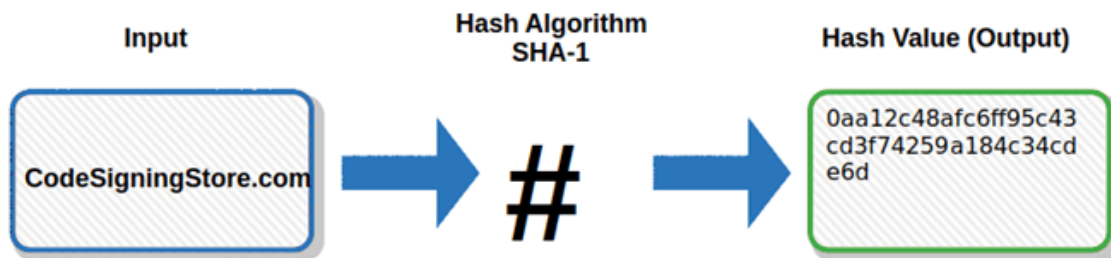 Input
Hash Algorithm
SHA-1
Hash Value (Output)
CodeSigningStore.com
#
0aa12c48afc6ff95c43
cd3f74259a184c34cd
e6d